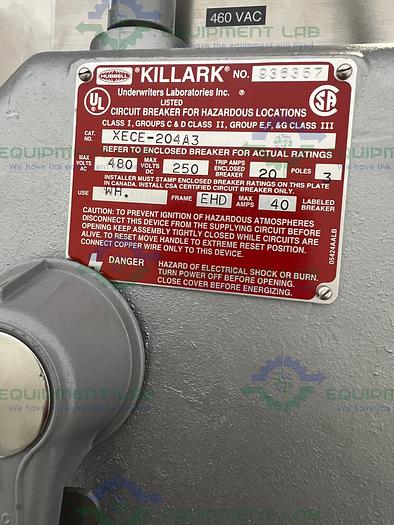 460 VAC
HUBBELL
"KILLARK" NO. 936367
UL Underwriters Laboratories Inc. ® SA
LISTED
CIRCUIT BREAKER FOR HAZARDOUS LOCATIONS
CLASS I, GROUPS C & D CLASS II, GROUP E,F, &G CLASS III
CAT. NO. XECE-204A3
REFER TO ENCLOSED BREAKER FOR ACTUAL RATINGS
MAX VOLTS AC 480 MAX VOLTS DC 250 TRIP AMPS ENCLOSED BREAKER 20 POLES 3
INSTALLER MUST STAMP ENCLOSED BREAKER RATINGS ON THIS PLATE
IN CANADA, INSTALL CSA CERTIFIED CIRCUIT BREAKER ONLY.
USE WH. FRAME EHD MAX AMPS 40 LABELED BREAKER
CAUTION: TO PREVENT IGNITION OF HAZARDOUS ATMOSPHERES
DISCONNECT THIS DEVICE FROM THE SUPPLYING CIRCUIT BEFORE
OPENING KEEP ASSEMBLY TIGHTLY CLOSED WHILE CIRCUITS ARE
ALIVE. TO RESET MOVE HANDLE TO EXTREME RESET POSITION.
CONNECT COPPER WIRE ONLY TO THIS DEVICE.
DANGER HAZARD OF ELECTRICAL SHOCK OR BURN.
TURN POWER OFF BEFORE OPENING.
CLOSE COVER BEFORE ENERGIZING.
05424AALB
EQUIPMENT LAB